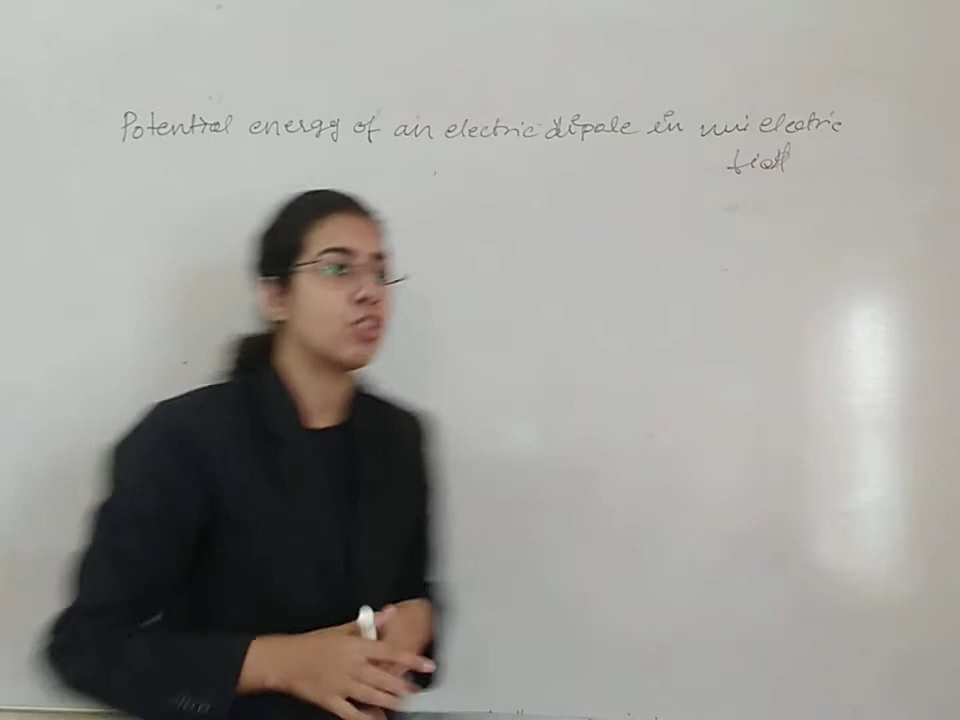 Potential energy of an electric dipole in uni electric
field